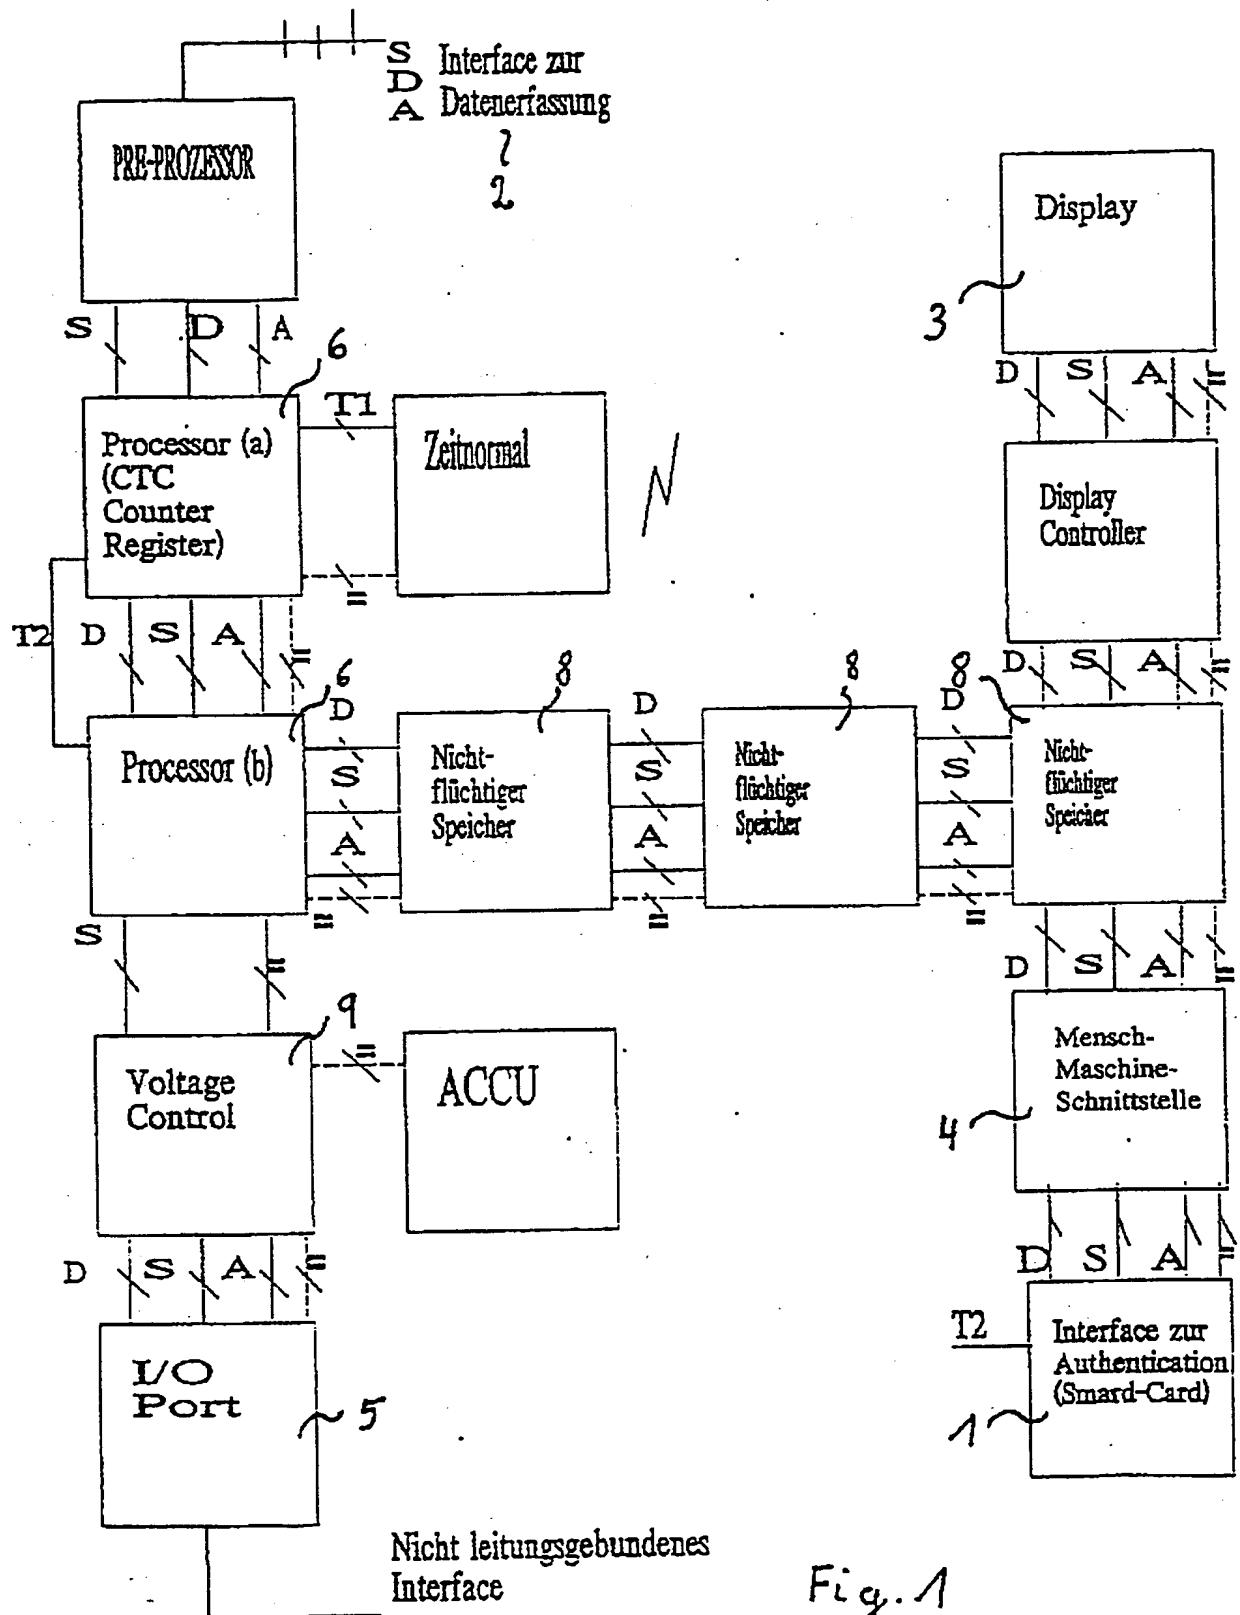 S
D
A
Interface zur
Datenerfassung
2
PRE-PROZESSOR
Display
3
S D A
6
D S A =
Processor (a)
(CTC
Counter
Register)
T1
=
Zeitnormal
Display
Controller
T2
D S A =
6
D S A =
8
8
8
Processor (b)
D
S
A
=
Nicht-
flüchtiger
Speicher
D
S
A
=
Nicht-
flüchtiger
Speicher
D
S
A
=
Nicht-
flüchtiger
Speicher
S =
D S A =
9
Voltage
Control
=
ACCU
Mensch-
Maschine-
Schnittstelle
4
D S A =
D S A =
I/O
Port
5
T2
Interface zur
Authentication
(Smard-Card)
1
Nicht leitungsgebundenes
Interface
Fig. 1